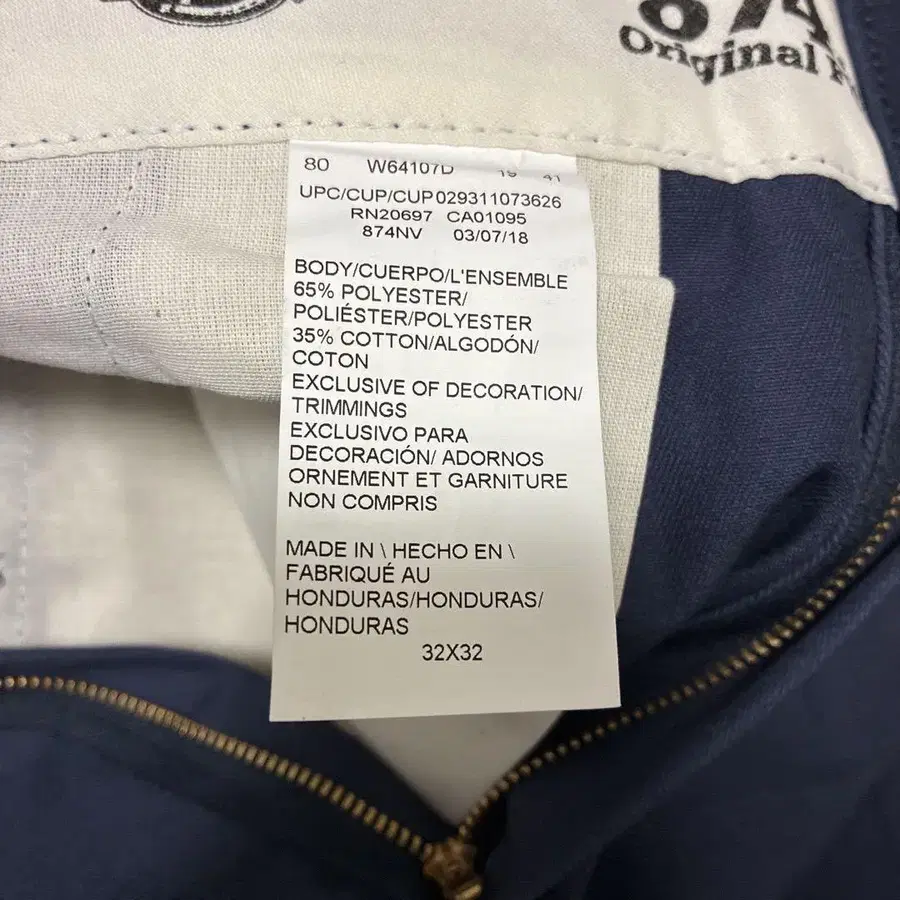 Original
80 W64107D 19 41
UPC/CUP/CUP029311073626
RN20697 CA01095
874NV 03/07/18
BODY/CUERPO/L'ENSEMBLE
65% POLYESTER/
POLIÉSTER/POLYESTER
35% COTTON/ALGODÓN/
COTON
EXCLUSIVE OF DECORATION/
TRIMMINGS
EXCLUSIVO PARA
DECORACIÓN/ ADORNOS
ORNEMENT ET GARNITURE
NON COMPRIS
MADE IN \ HECHO EN \
FABRIQUÉ AU
HONDURAS/HONDURAS/
HONDURAS
32X32